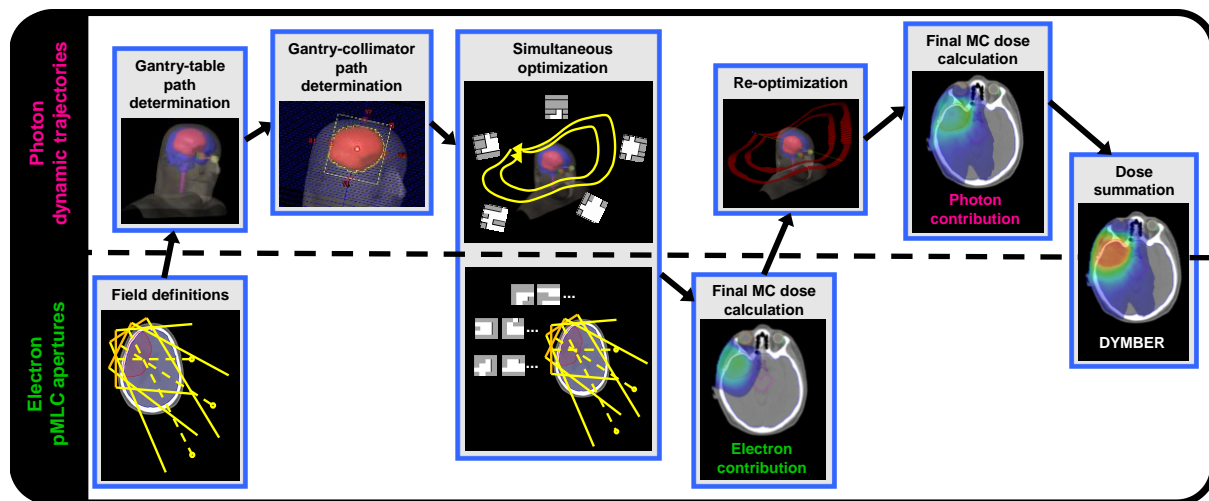 Photon
dynamic trajectories
Electron
pMLC apertures
Field definitions
Gantry-table
path
determination
Gantry-collimator
path
determination
Simultaneous
optimization
...
...
...
Final MC dose
calculation
Electron
contribution
Re-optimization
Final MC dose
calculation
Photon
contribution
Dose
summation
DYMBER